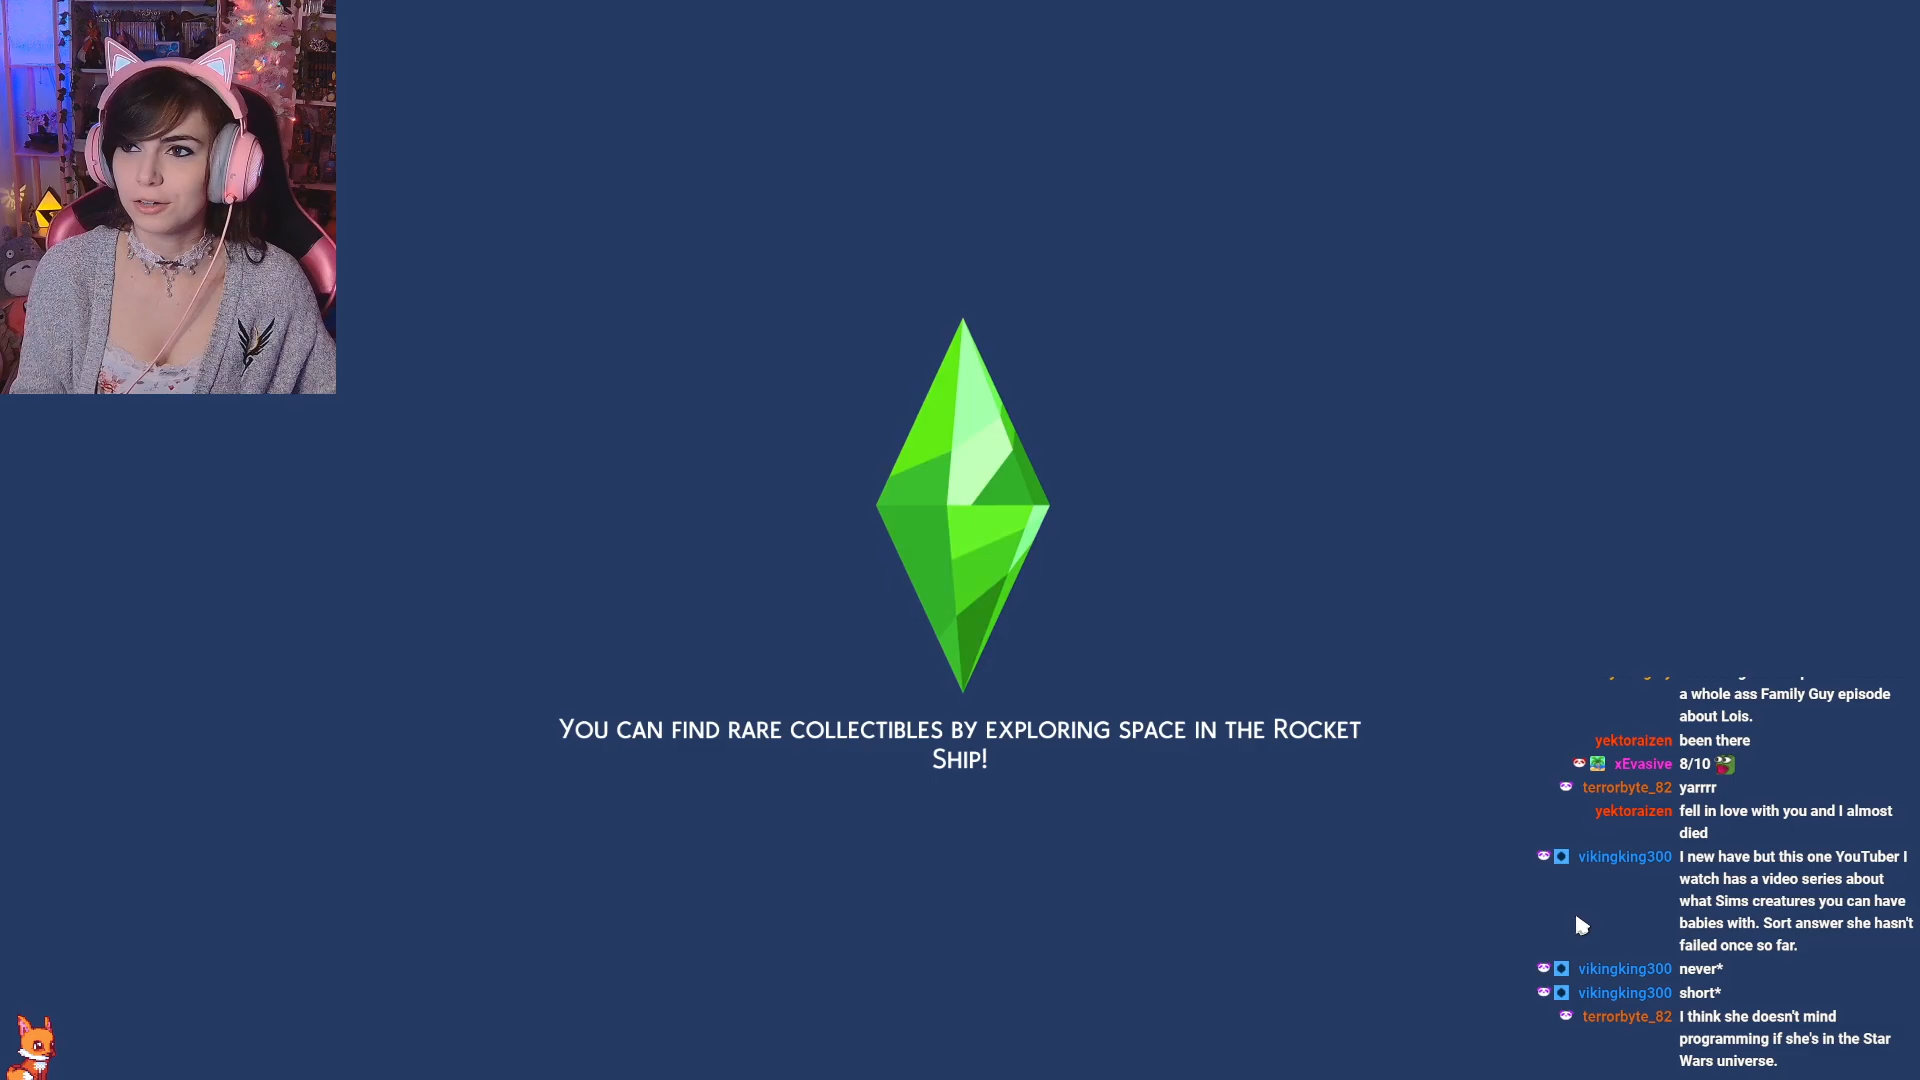 YOU CAN FIND RARE COLLECTIBLES BY EXPLORING SPACE IN THE ROCKET
SHIP!
a whole ass Family Guy episode
about Lois.
yektoraizen been there
xEvasive 8/10
terrorbyte_82 yarrrr
yektoraizen fell in love with you and I almost
died
vikingking300 I new have but this one YouTuber I
watch has a video series about
what Sims creatures you can have
babies with. Sort answer she hasn't
failed once so far.
vikingking300 never*
vikingking300 short*
terrorbyte_82 I think she doesn't mind
programming if she's in the Star
Wars universe.